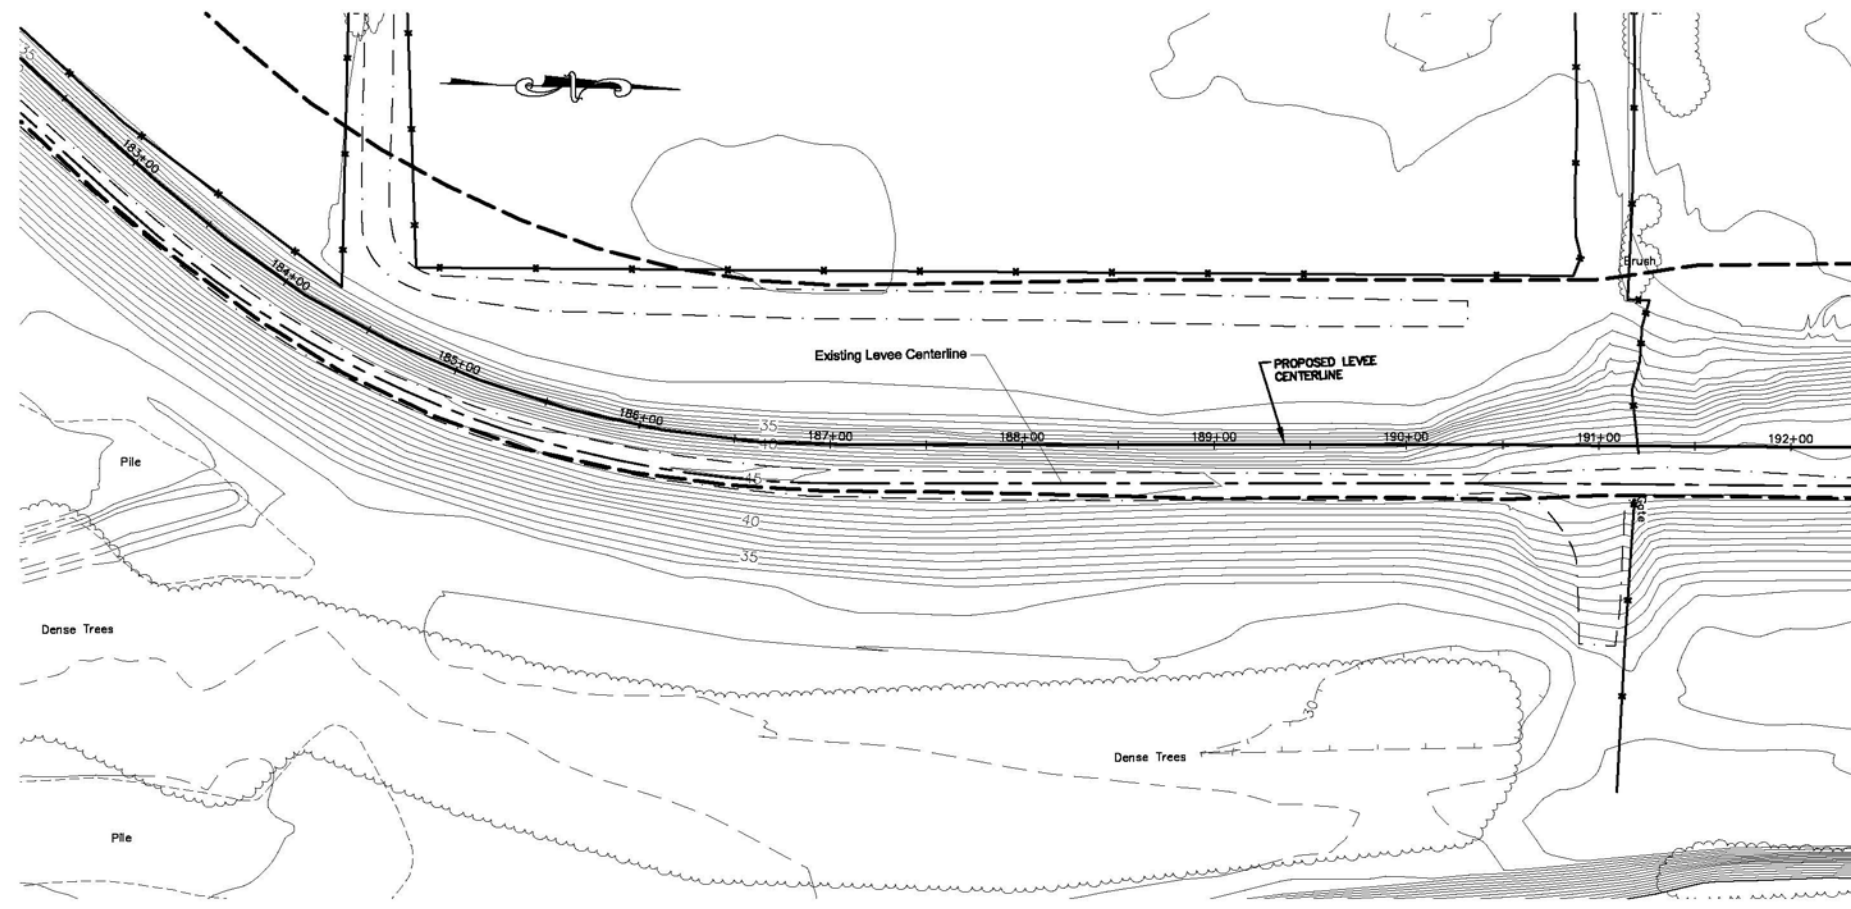 35
183+00
184+00
Brush
185+00
Existing Levee Centerline
PROPOSED LEVEE
CENTERLINE
186+00
35
40
187+00
188+00
189+00
190+00
191+00
192+00
Pile
45
Gate
40
35
Dense Trees
30
Dense Trees
Pile